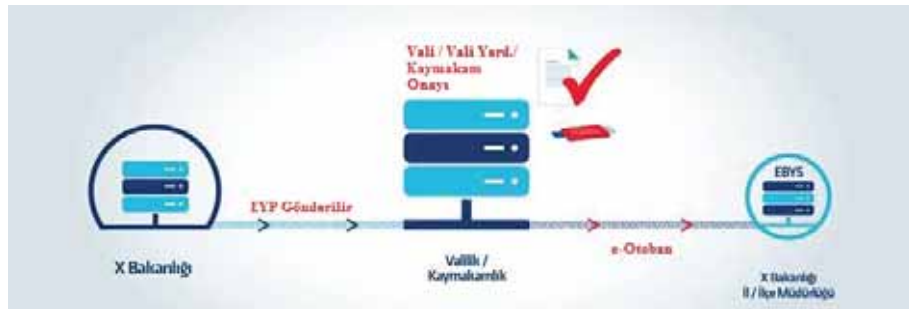 Vali / Vali Yard./
Kaymakam
Onayı
EBYS
EYP Gönderilir
e-Otoban
X Bakanlığı
Valilik /
Kaymakamlık
X Bakanlığı
İl / İlçe Müdürlüğü